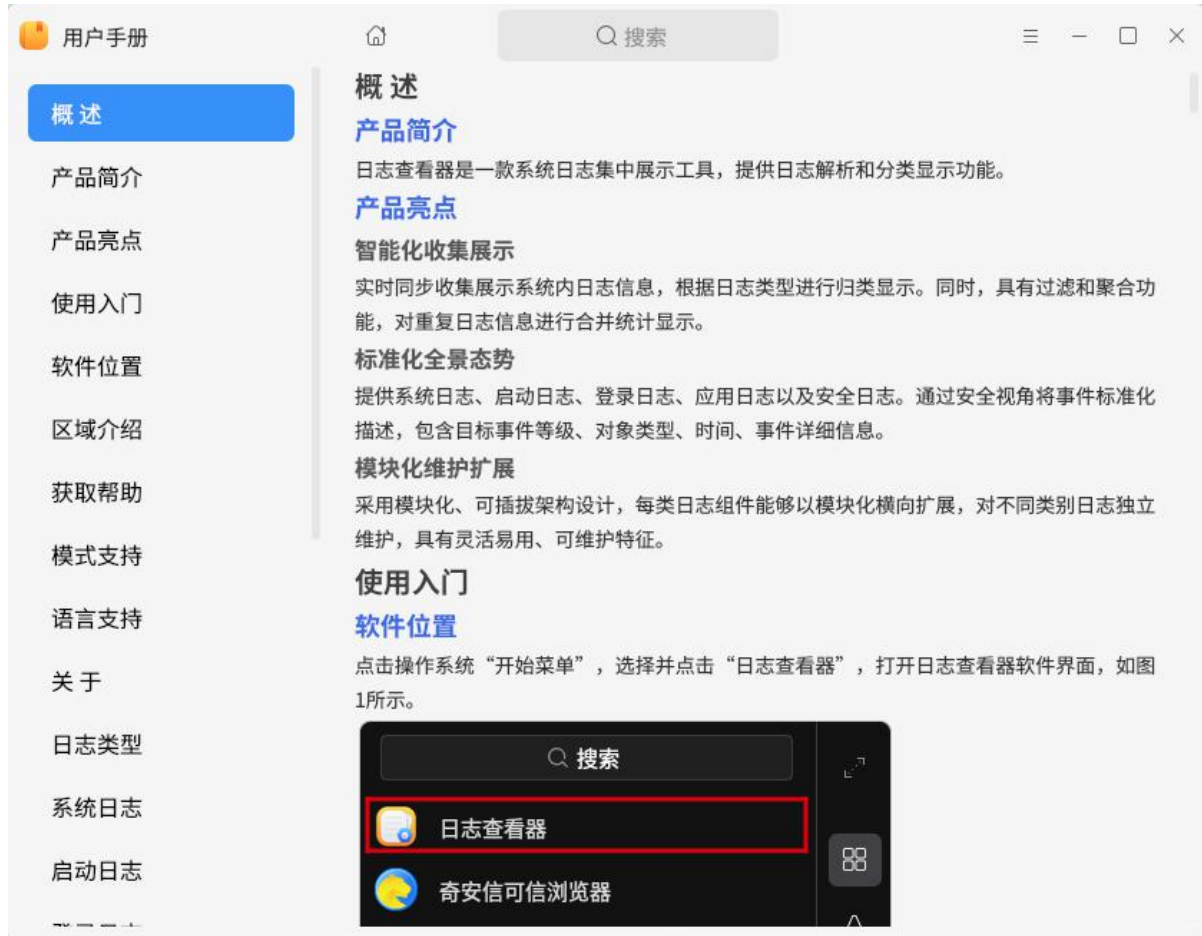 用户手册
搜索
概 述
产品简介
产品亮点
使用入门
软件位置
区域介绍
获取帮助
模式支持
语言支持
关 于
日志类型
系统日志
启动日志
概 述
产品简介
日志查看器是一款系统日志集中展示工具，提供日志解析和分类显示功能。
产品亮点
智能化收集展示
实时同步收集展示系统内日志信息，根据日志类型进行归类显示。同时，具有过滤和聚合功
能，对重复日志信息进行合并统计显示。
标准化全景态势
提供系统日志、启动日志、登录日志、应用日志以及安全日志。通过安全视角将事件标准化
描述，包含目标事件等级、对象类型、时间、事件详细信息。
模块化维护扩展
采用模块化、可插拔架构设计，每类日志组件能够以模块化横向扩展，对不同类别日志独立
维护，具有灵活易用、可维护特征。
使用入门
软件位置
点击操作系统“开始菜单”，选择并点击“日志查看器”，打开日志查看器软件界面，如图
1所示。
搜索
日志查看器
奇安信可信浏览器